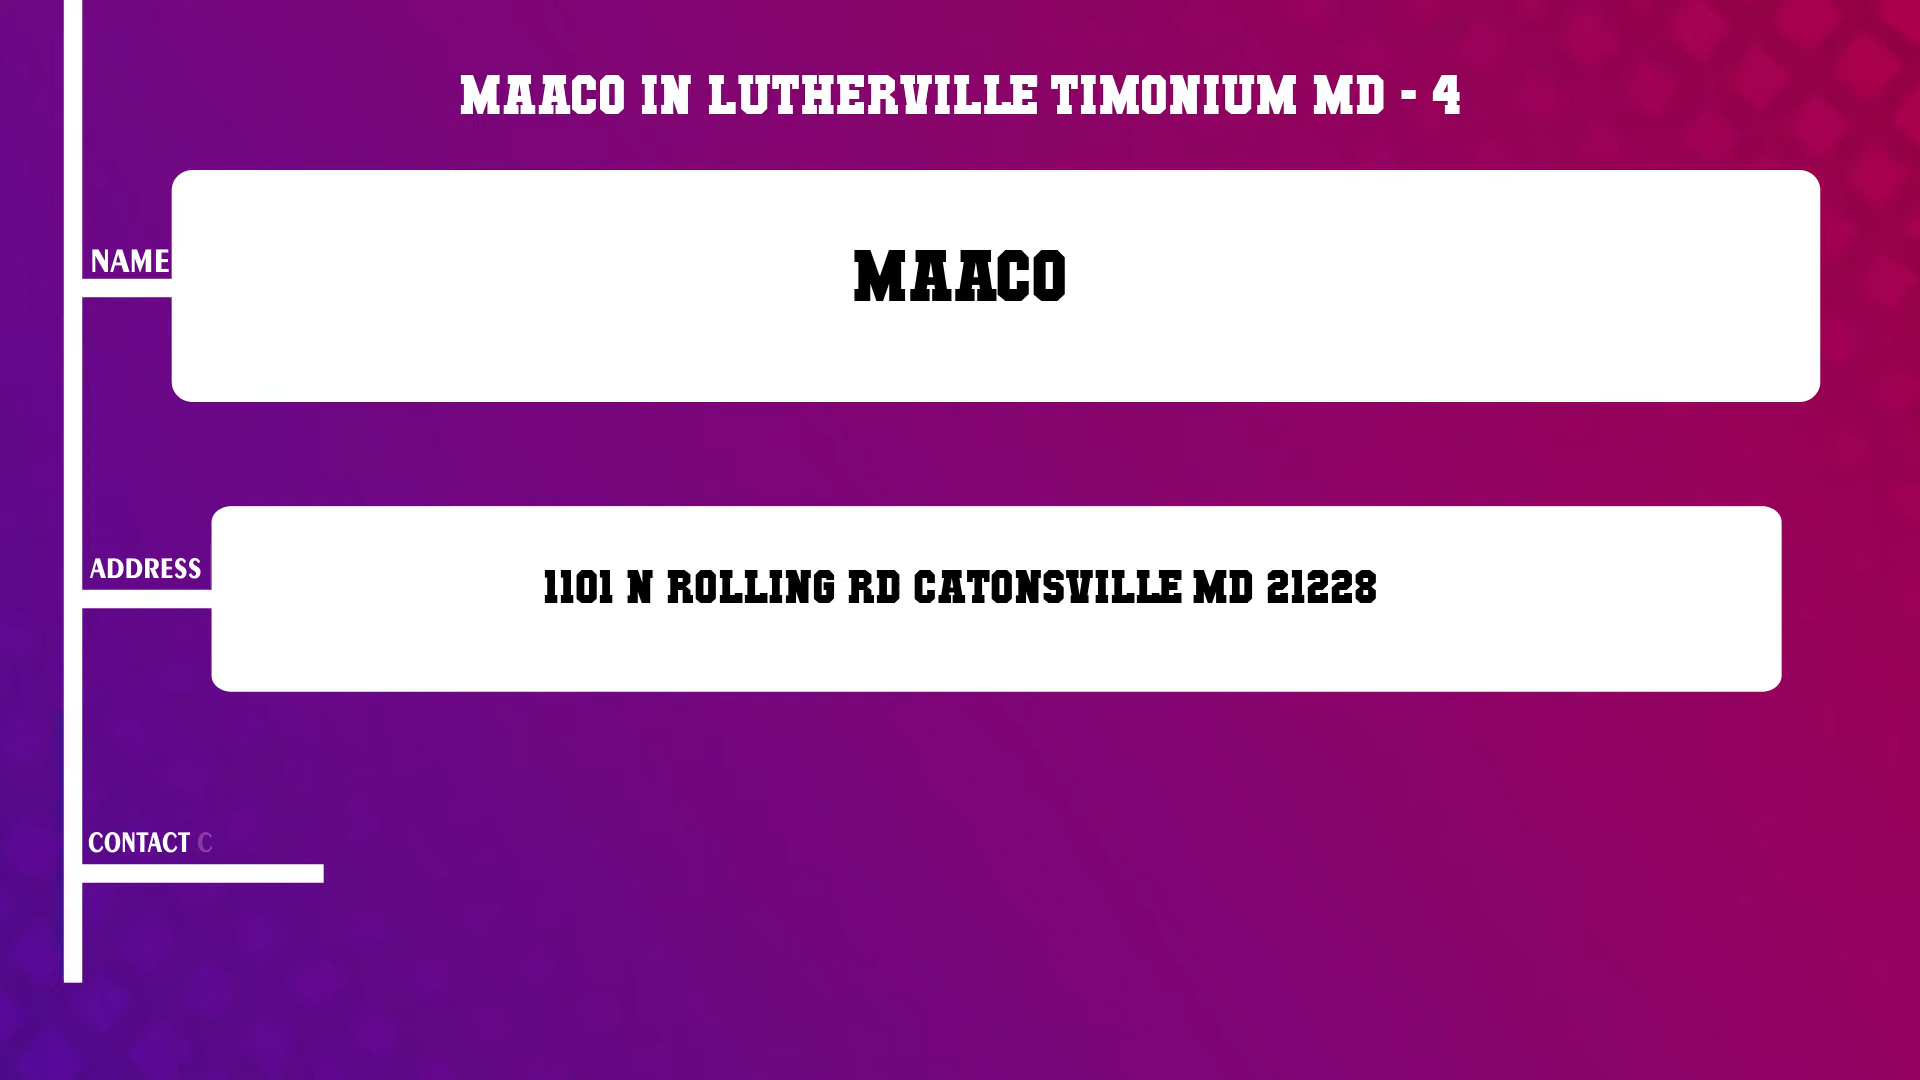 MAACO IN LUTHERVILLE TIMONIUM MD - 4
NAME
MAACO
ADDRESS
1101 N ROLLING RD CATONSVILLE MD 21228
CONTACT C